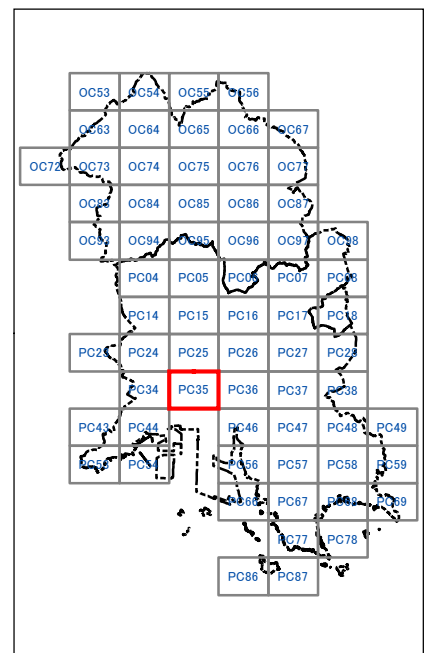 OC53 OC54 OC55 OC56
OC63 OC64 OC65 OC66 OC67
OC72 OC73 OC74 OC75 OC76 OC77
OC83 OC84 OC85 OC86 OC87
OC93 OC94 OC95 OC96 OC97 OC98
PC04 PC05 PC06 PC07 PC08
PC14 PC15 PC16 PC17 PC18
PC23 PC24 PC25 PC26 PC27 PC28
PC34 PC35 PC36 PC37 PC38
PC43 PC44 PC46 PC47 PC48 PC49
PC53 PC54 PC56 PC57 PC58 PC59
PC66 PC67 PC68 PC69
PC77 PC78
PC86 PC87